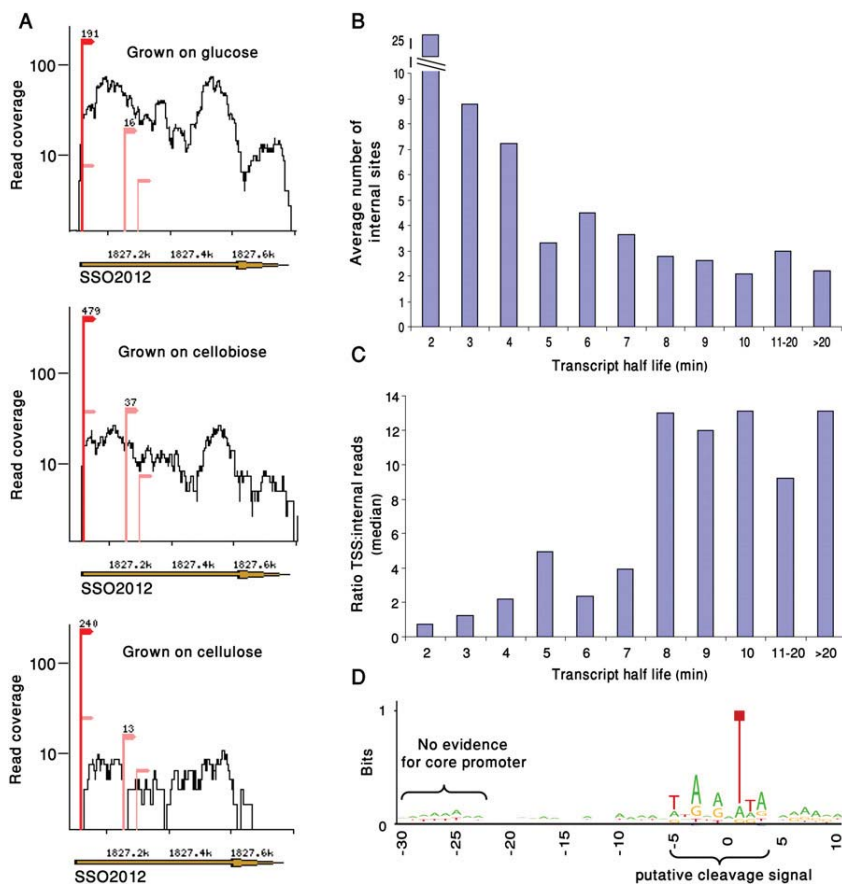 A
191
Grown on glucose
100
10
16
Read coverage
1827.2k 1827.4k 1827.6k
SSO2012
479
Grown on cellobiose
100
10
37
Read coverage
1827.2k 1827.4k 1827.6k
SSO2012
240
Grown on cellulose
100
10
13
Read coverage
1827.2k 1827.4k 1827.6k
SSO2012
B
25
10
9
8
7
6
5
4
3
2
1
0
Average number of
internal sites
2 3 4 5 6 7 8 9 10 11-20 >20
Transcript half life (min)
C
14
12
10
8
6
4
2
0
Ratio TSS:internal reads
(median)
2 3 4 5 6 7 8 9 10 11-20 >20
Transcript half life (min)
D
1
0
Bits
No evidence
for core promoter
T A G A G A T A
-30 -25 -20 -15 -10 -5 0 5 10
putative cleavage signal